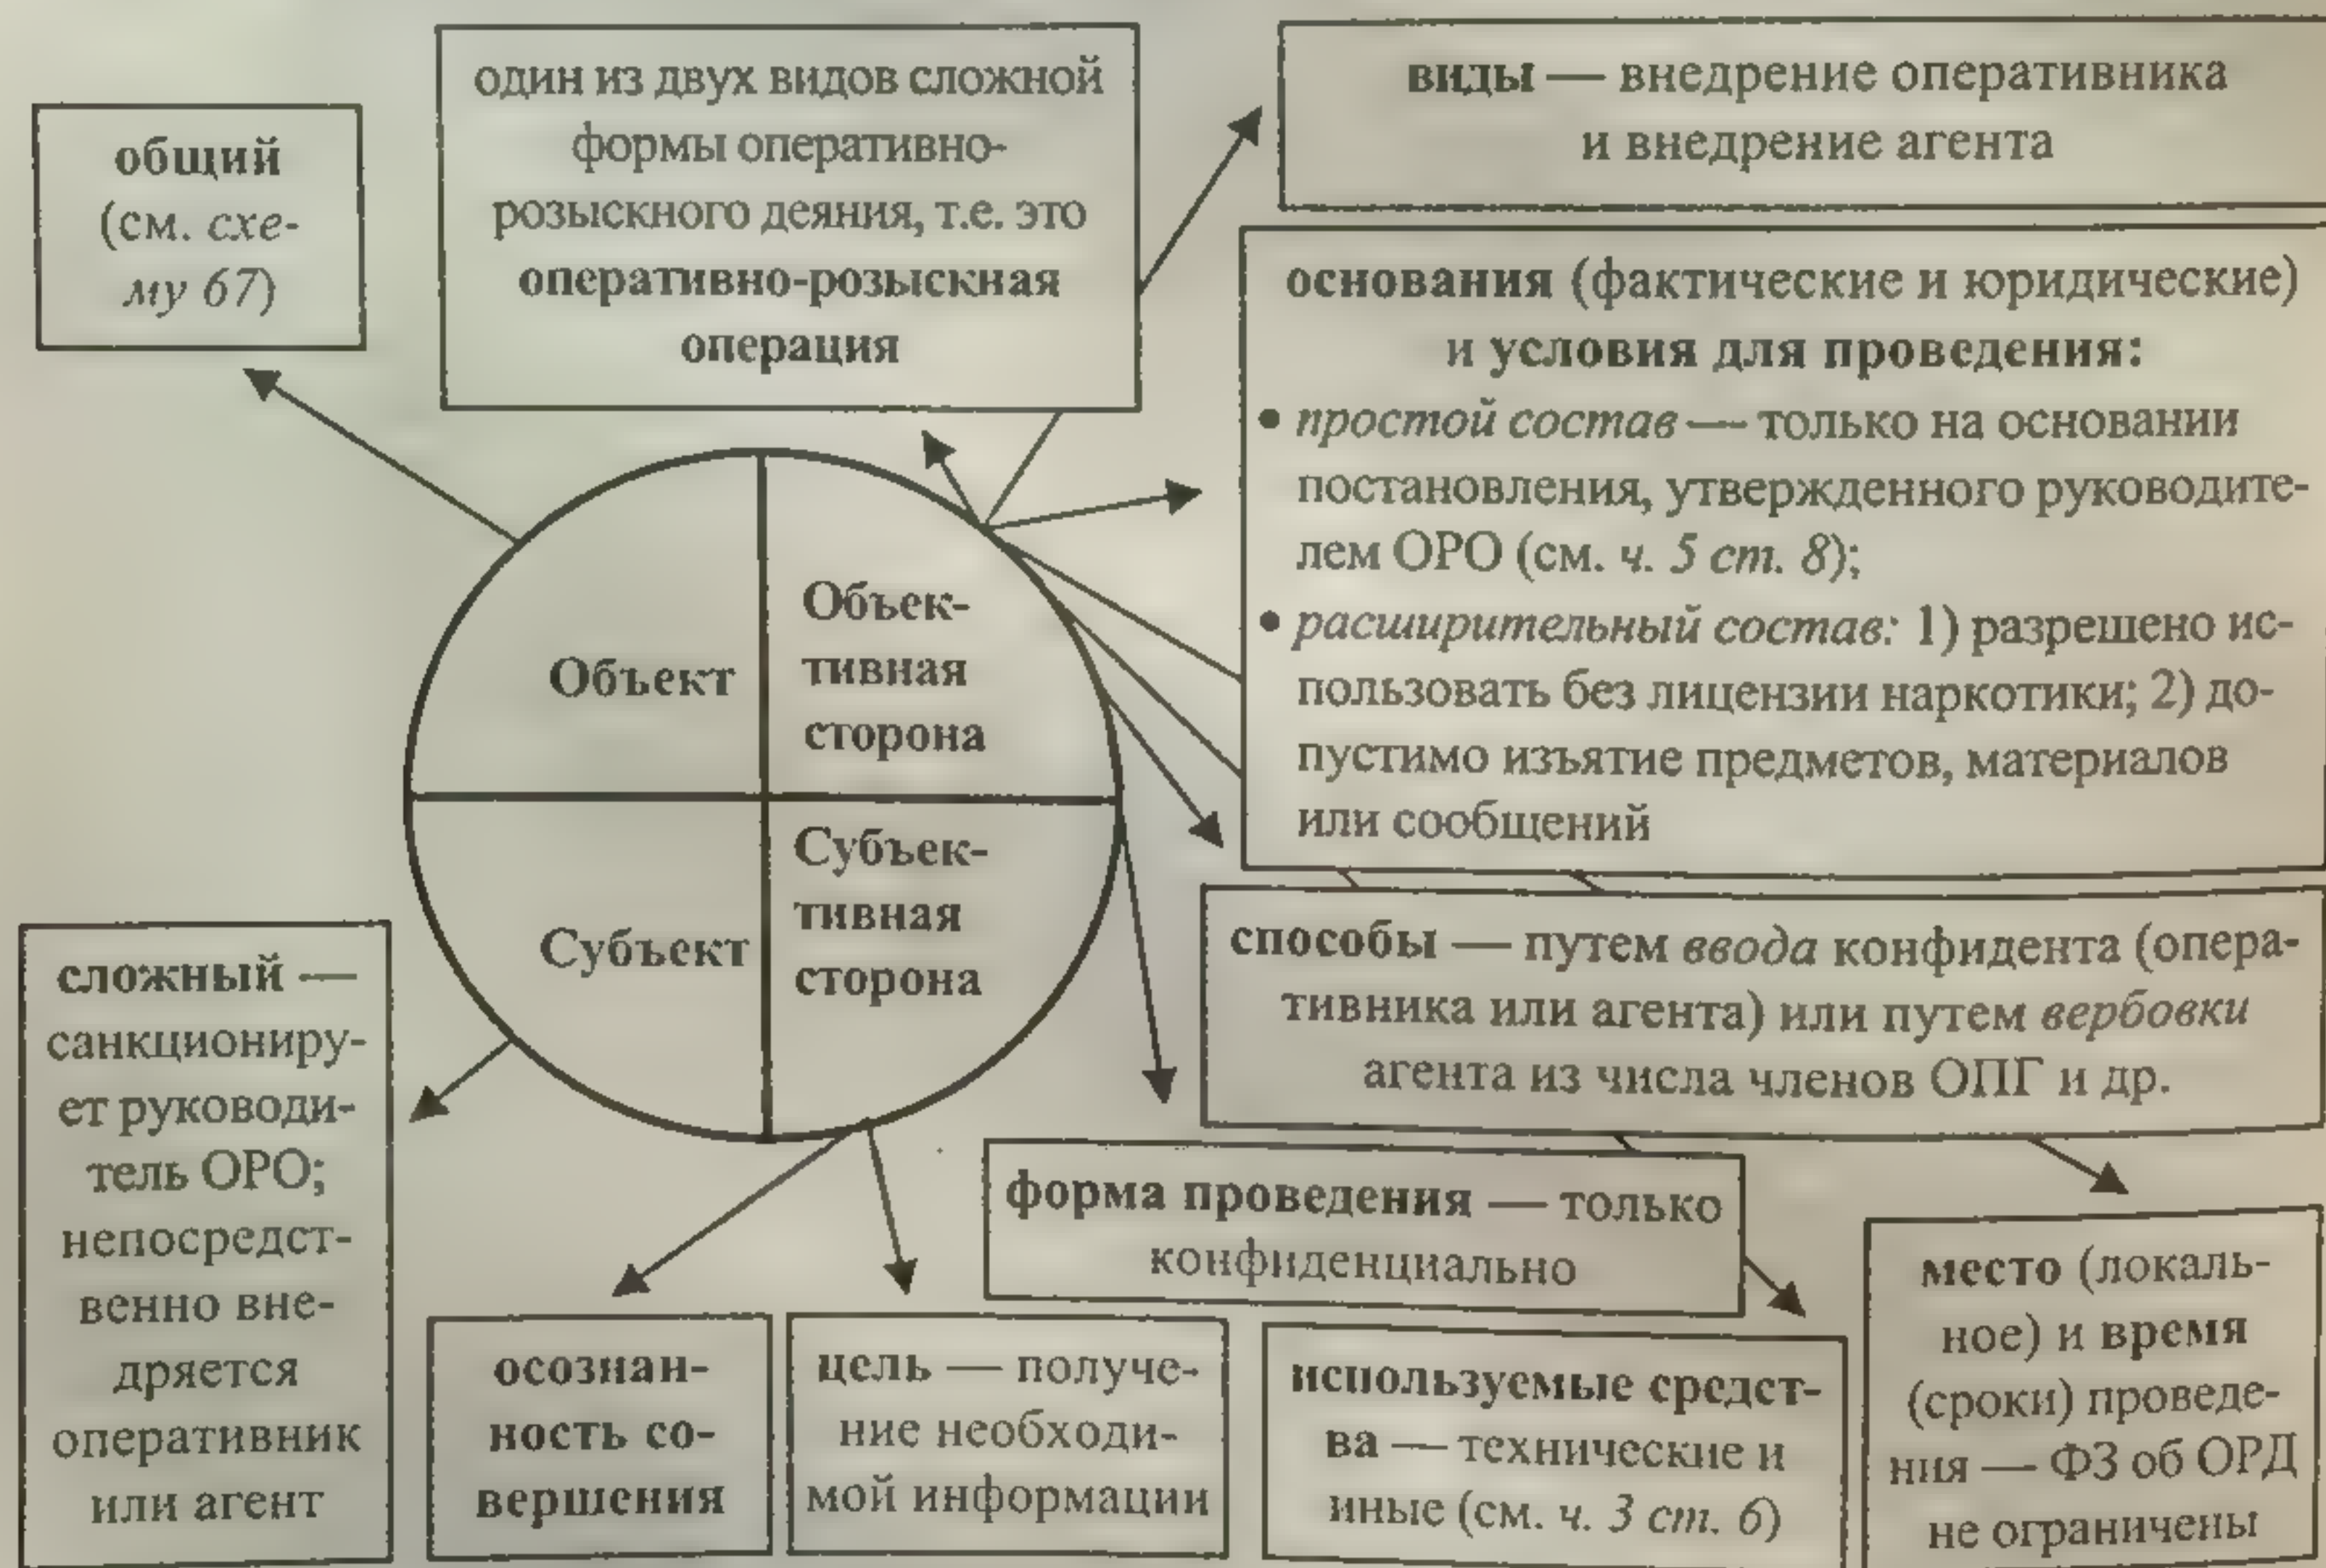 общий
(см. схе-
му 67)
один из двух видов сложной
формы оперативно-
розыскного деяния, т.е. это
оперативно-розыскная
операция
виды — внедрение оперативника
и внедрение агента
основания (фактические и юридические)
и условия для проведения:
• простой состав — только на основании
постановления, утвержденного руководите-
лем ОРО (см. ч. 5 ст. 8);
• расширительный состав: 1) разрешено ис-
пользовать без лицензии наркотики; 2) до-
пустимо изъятие предметов, материалов
или сообщений
Объект
Объек-
тивная
сторона
Субъект
Субъек-
тивная
сторона
способы — путем ввода конфидента (опера-
тивника или агента) или путем вербовки
агента из числа членов ОПГ и др.
сложный —
санкциониру-
ет руководи-
тель ОРО;
непосредст-
венно вне-
дряется
оперативник
или агент
форма проведения — только
конфиденциально
осознан-
ность со-
вершения
цель — получе-
ние необходи-
мой информации
используемые средст-
ва — технические и
иные (см. ч. 3 ст. 6)
место (локаль-
ное) и время
(сроки) проведе-
ния — ФЗ об ОРД
не ограничены